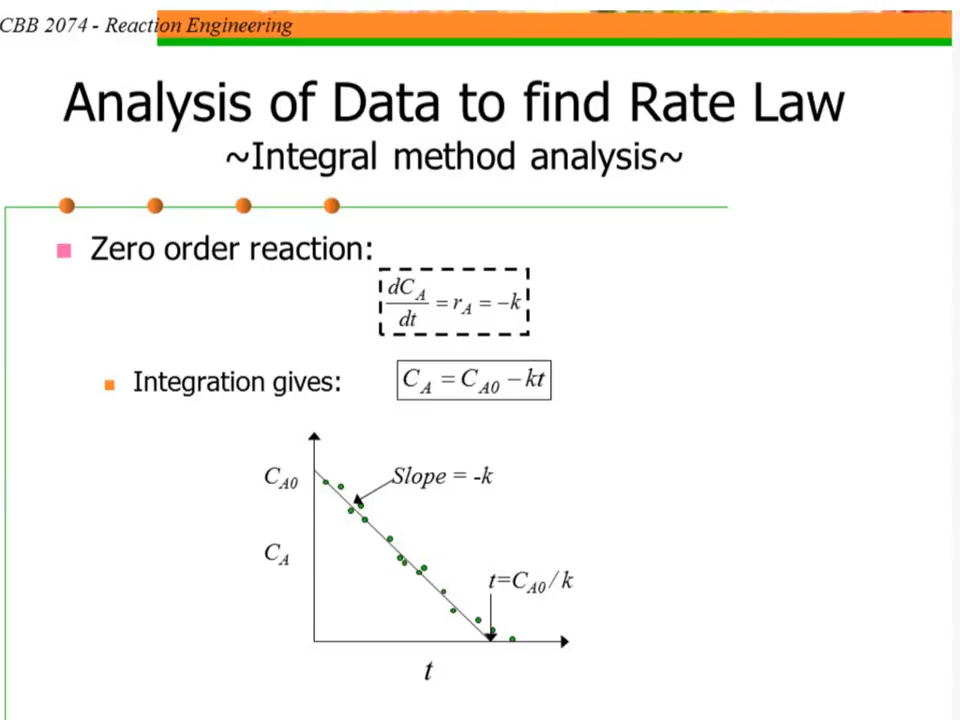 CBB 2074 - Reaction Engineering
Analysis of Data to find Rate Law
~Integral method analysis~
Zero order reaction:
dC_A/dt = r_A = -k
Integration gives:
C_A = C_A0 - kt
C_A0
Slope = -k
C_A
t=C_A0/k
t